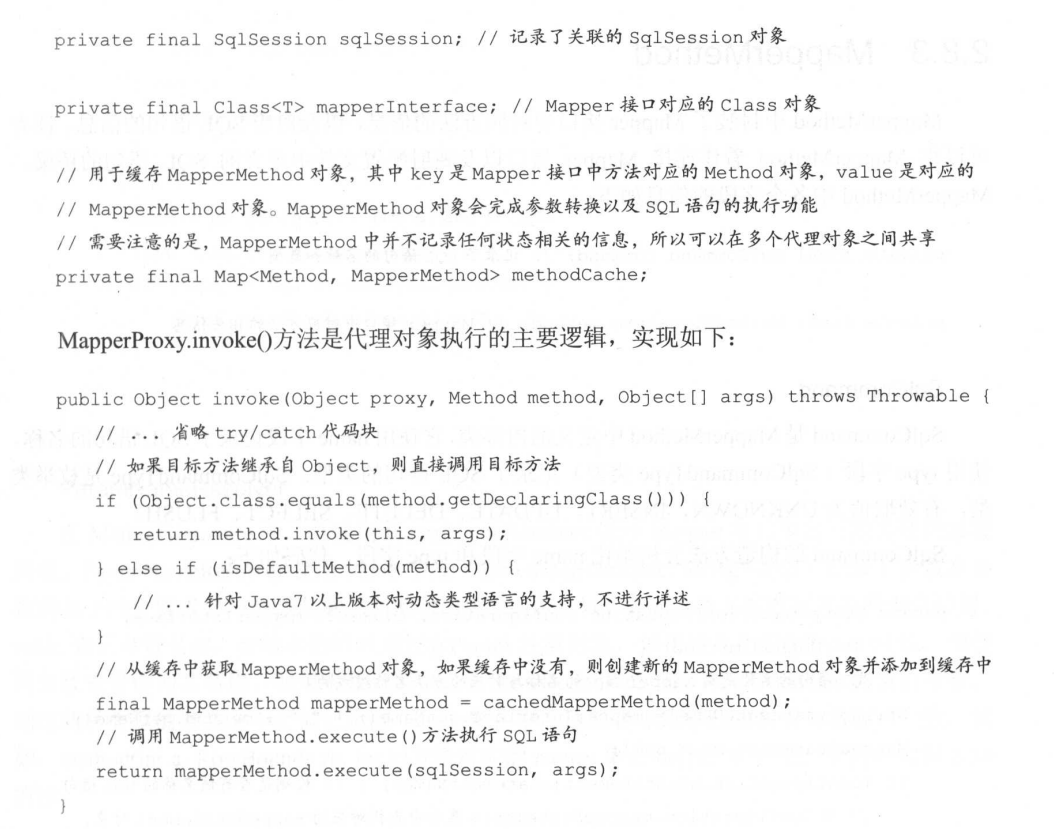 private final SqlSession sqlSession; // 记录了关联的 SqlSession 对象
private final Class<T> mapperInterface; // Mapper 接口对应的 Class 对象
// 用于缓存 MapperMethod 对象，其中 key 是 Mapper 接口中方法对应的 Method 对象，value 是对应的
// MapperMethod 对象。MapperMethod 对象会完成参数转换以及 SQL 语句的执行功能
// 需要注意的是，MapperMethod 中并不记录任何状态相关的信息，所以可以在多个代理对象之间共享
private final Map<Method, MapperMethod> methodCache;
MapperProxy.invoke()方法是代理对象执行的主要逻辑，实现如下：
public Object invoke(Object proxy, Method method, Object[] args) throws Throwable {
// ... 省略 try/catch 代码块
// 如果目标方法继承自 Object，则直接调用目标方法
if (Object.class.equals(method.getDeclaringClass())) {
return method.invoke(this, args);
} else if (isDefaultMethod(method)) {
// ... 针对 Java7 以上版本对动态类型语言的支持，不进行详述
}
// 从缓存中获取 MapperMethod 对象，如果缓存中没有，则创建新的 MapperMethod 对象并添加到缓存中
final MapperMethod mapperMethod = cachedMapperMethod(method);
// 调用 MapperMethod.execute()方法执行 SQL 语句
return mapperMethod.execute(sqlSession, args);
}